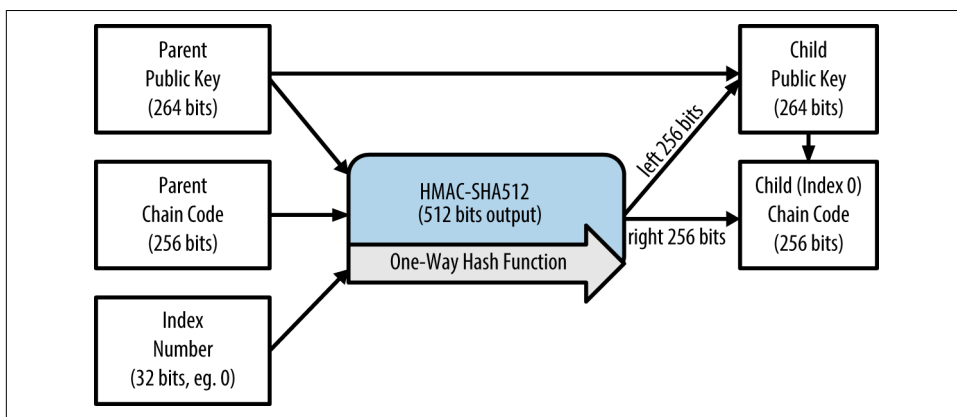 Parent
Public Key
(264 bits)
Parent
Chain Code
(256 bits)
Index
Number
(32 bits, eg. 0)
HMAC-SHA512
(512 bits output)
One-Way Hash Function
left 256 bits
right 256 bits
Child
Public Key
(264 bits)
Child (Index 0)
Chain Code
(256 bits)